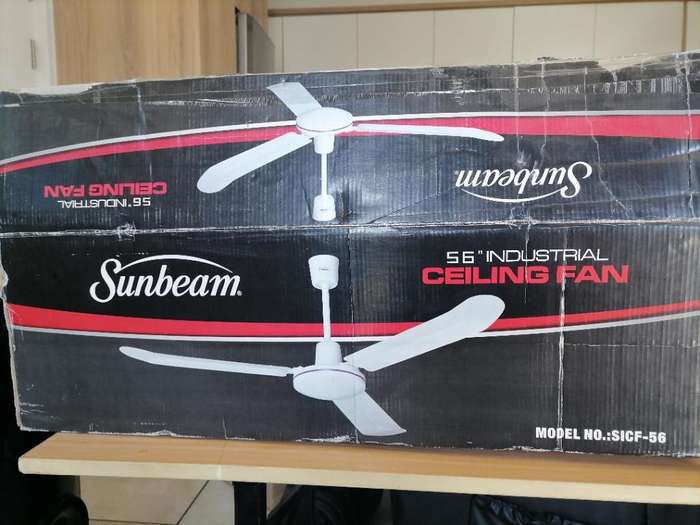 Sunbeam
56" INDUSTRIAL
CEILING FAN
Sunbeam®
56" INDUSTRIAL
CEILING FAN
MODEL NO.:SICF-56